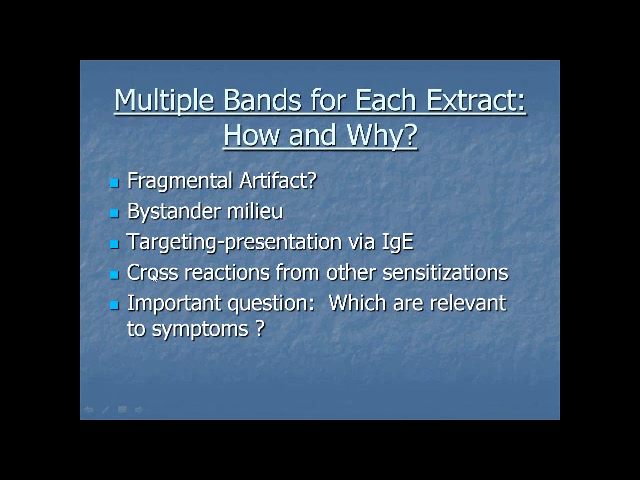 Multiple Bands for Each Extract:
How and Why?
Fragmental Artifact?
Bystander milieu
Targeting-presentation via IgE
Cross reactions from other sensitizations
Important question:  Which are relevant
to symptoms ?